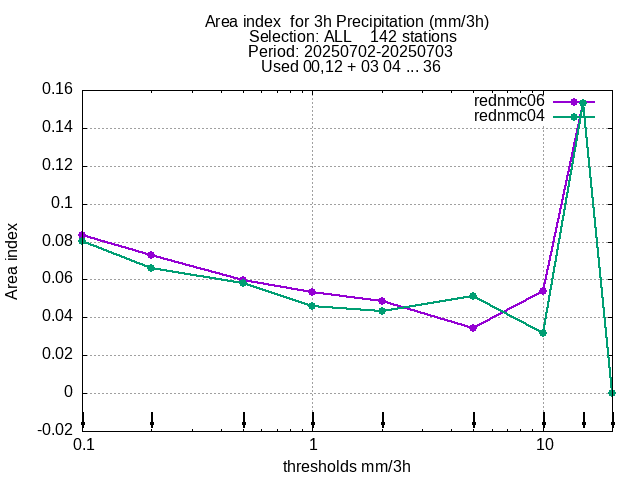 Area index  for 3h Precipitation (mm/3h)
Selection: ALL    142 stations
Period: 20250702-20250703
Used 00,12 + 03 04 ... 36
rednmc06
rednmc04
0.16
0.14
0.12
0.1
0.08
0.06
0.04
0.02
0
-0.02
Area index
0.1 1 10
thresholds mm/3h